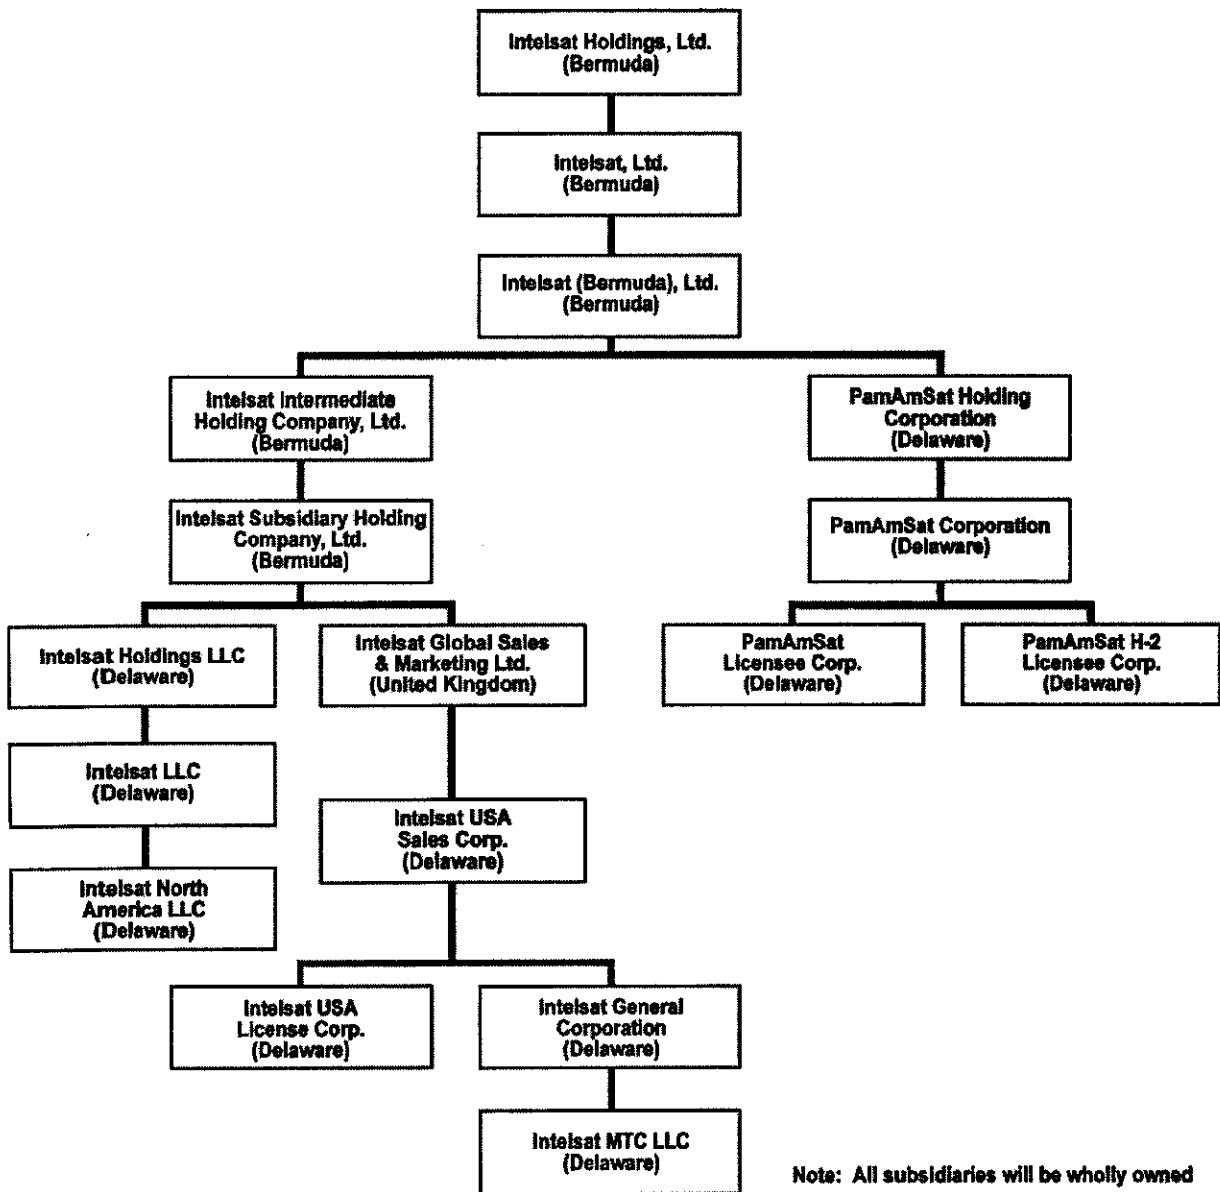 Intelsat Holdings, Ltd.
(Bermuda)
Intelsat, Ltd.
(Bermuda)
Intelsat (Bermuda), Ltd.
(Bermuda)
Intelsat Intermediate
Holding Company, Ltd.
(Bermuda)
PamAmSat Holding
Corporation
(Delaware)
Intelsat Subsidiary Holding
Company, Ltd.
(Bermuda)
PamAmSat Corporation
(Delaware)
Intelsat Holdings LLC
(Delaware)
Intelsat Global Sales
& Marketing Ltd.
(United Kingdom)
PamAmSat
Licensee Corp.
(Delaware)
PamAmSat H-2
Licensee Corp.
(Delaware)
Intelsat LLC
(Delaware)
Intelsat USA
Sales Corp.
(Delaware)
Intelsat North
America LLC
(Delaware)
Intelsat USA
License Corp.
(Delaware)
Intelsat General
Corporation
(Delaware)
Intelsat MTC LLC
(Delaware)
Note: All subsidiaries will be wholly owned